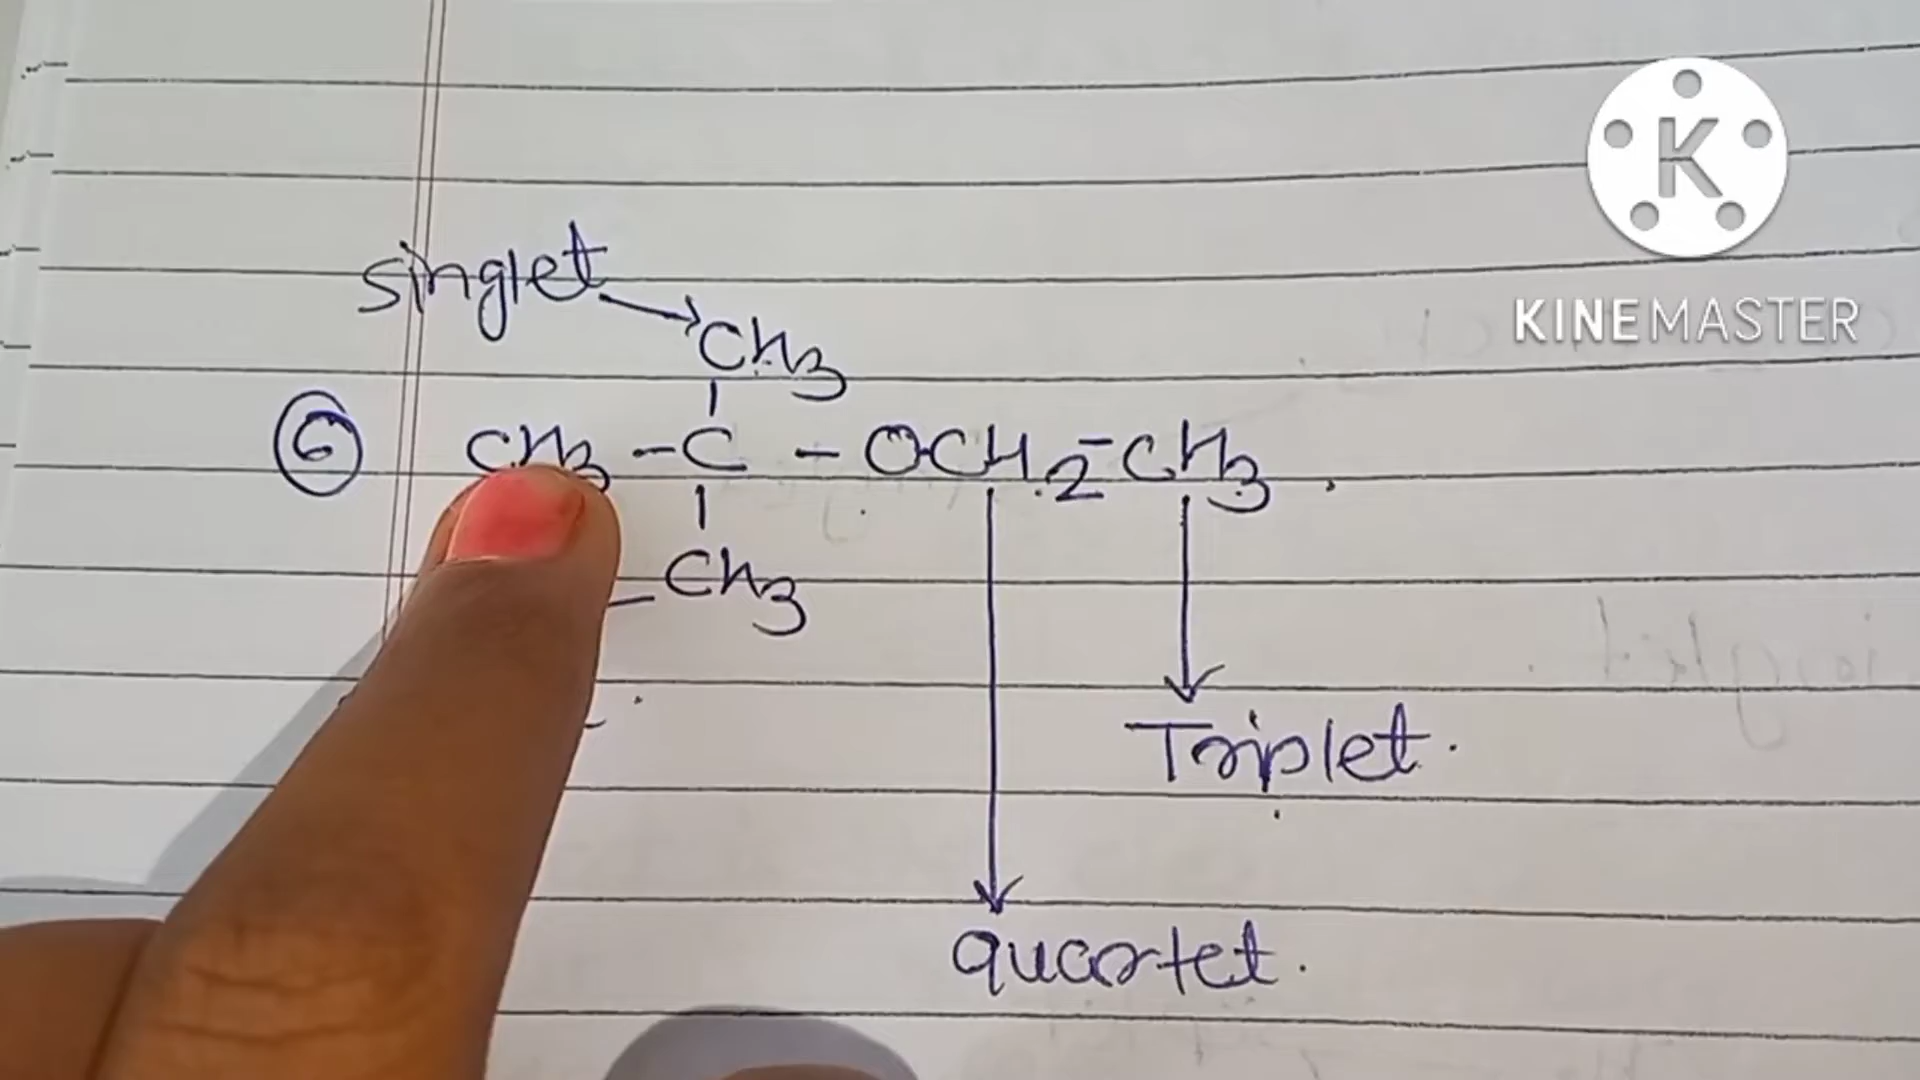 singlet
CH3
6 CH3 - C - OCH2 - CH3
CH3
Triplet.
quartet.
KINEMASTER